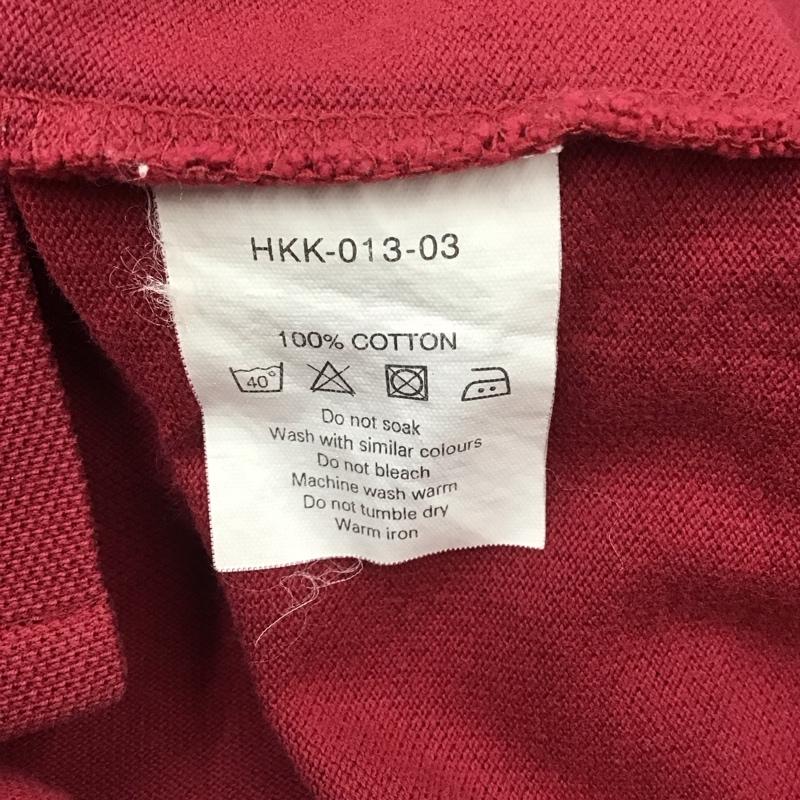 HKK-013-03
100% COTTON
40°
Do not soak
Wash with similar colours
Do not bleach
Machine wash warm
Do not tumble dry
Warm iron